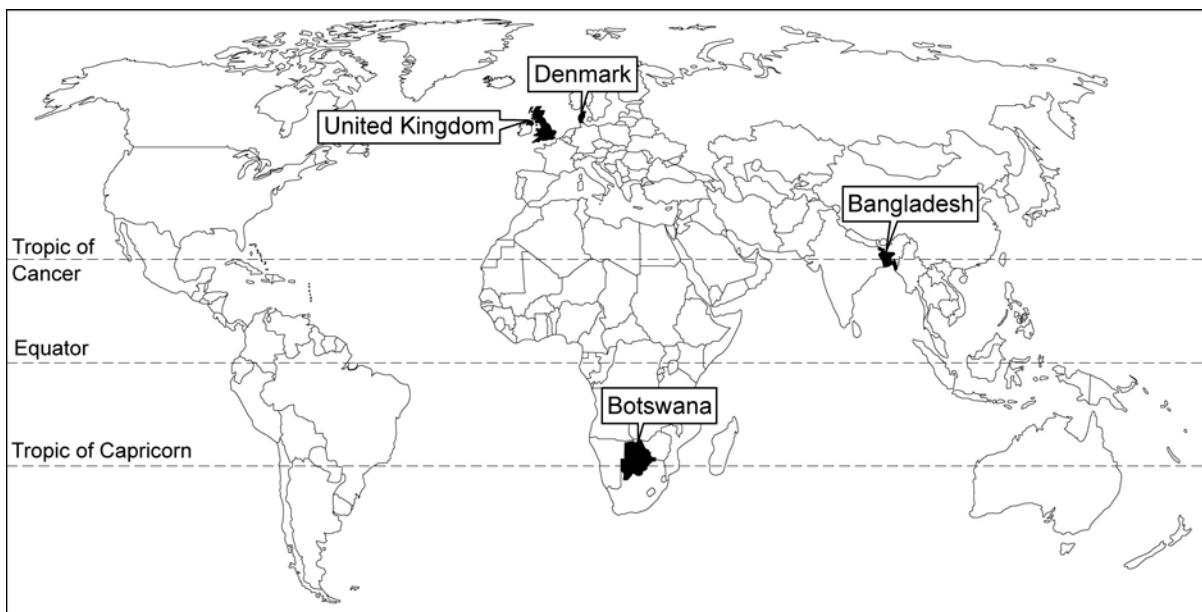 Denmark
United Kingdom
Bangladesh
Tropic of
Cancer
Equator
Botswana
Tropic of Capricorn